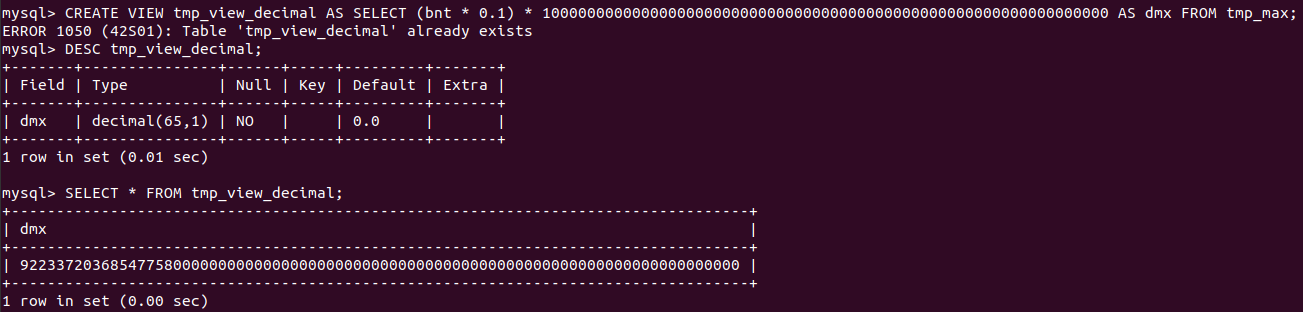 mysql> CREATE VIEW tmp_view_decimal AS SELECT (bnt * 0.1) * 100000000000000000000000000000000000000000000000000000000000000 AS dmx FROM tmp_max;
ERROR 1050 (42S01): Table 'tmp_view_decimal' already exists
mysql> DESC tmp_view_decimal;
+-------+---------------+------+-----+---------+-------+
| Field | Type          | Null | Key | Default | Extra |
+-------+---------------+------+-----+---------+-------+
| dmx   | decimal(65,1) | NO   |     | 0.0     |       |
+-------+---------------+------+-----+---------+-------+
1 row in set (0.01 sec)
mysql> SELECT * FROM tmp_view_decimal;
+----------------------------------------------------------------------------------+
| dmx                                                                              |
+----------------------------------------------------------------------------------+
| 92233720368547758000000000000000000000000000000000000000000000000000000000000000 |
+----------------------------------------------------------------------------------+
1 row in set (0.00 sec)